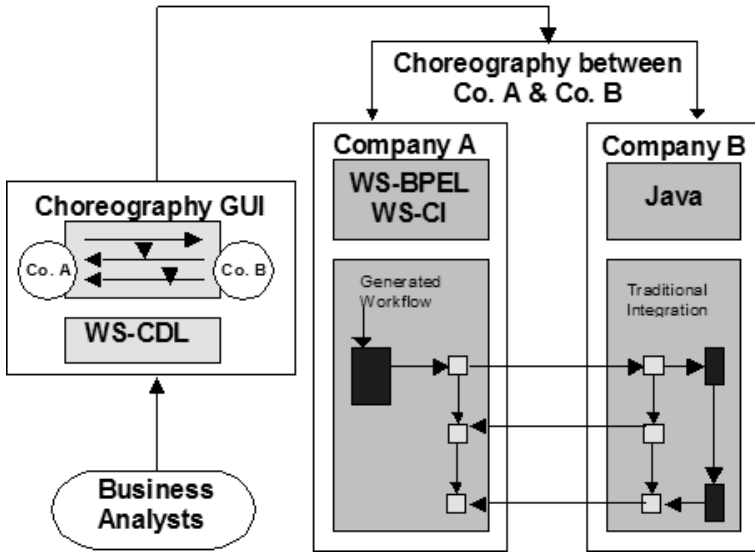 Choreography between
Co. A & Co. B
Company A
WS-BPEL
WS-CI
Generated
Workflow
Company B
Java
Traditional
Integration
Choreography GUI
Co. A
Co. B
WS-CDL
Business
Analysts